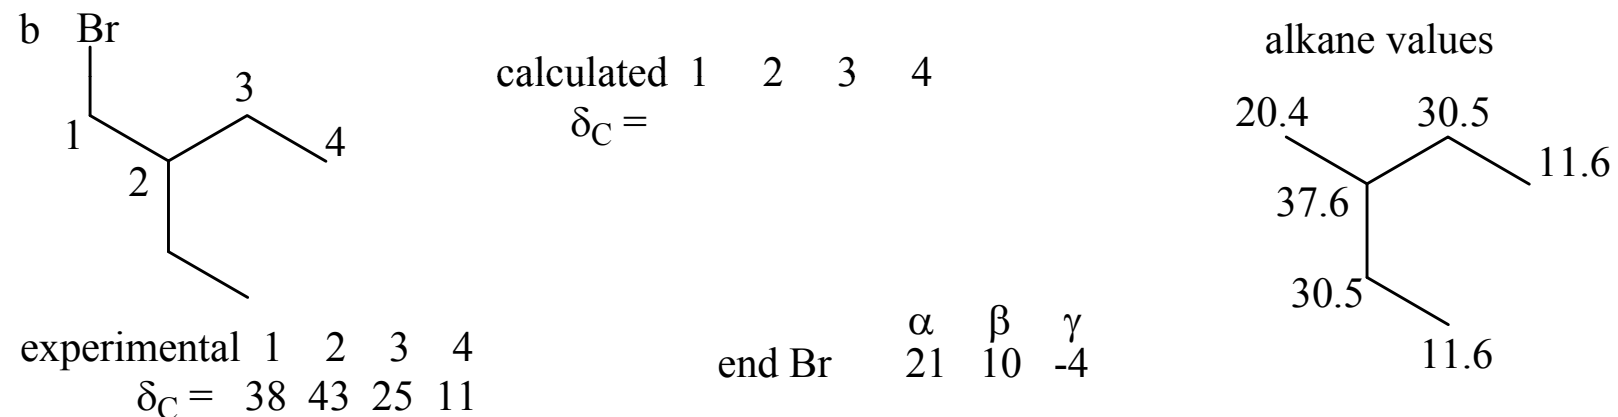 b Br
calculated 1 2 3 4
δC =
alkane values
3
1
4
2
20.4 30.5
11.6
37.6
30.5
11.6
experimental 1 2 3 4
δC = 38 43 25 11
α β γ
end Br 21 10 -4